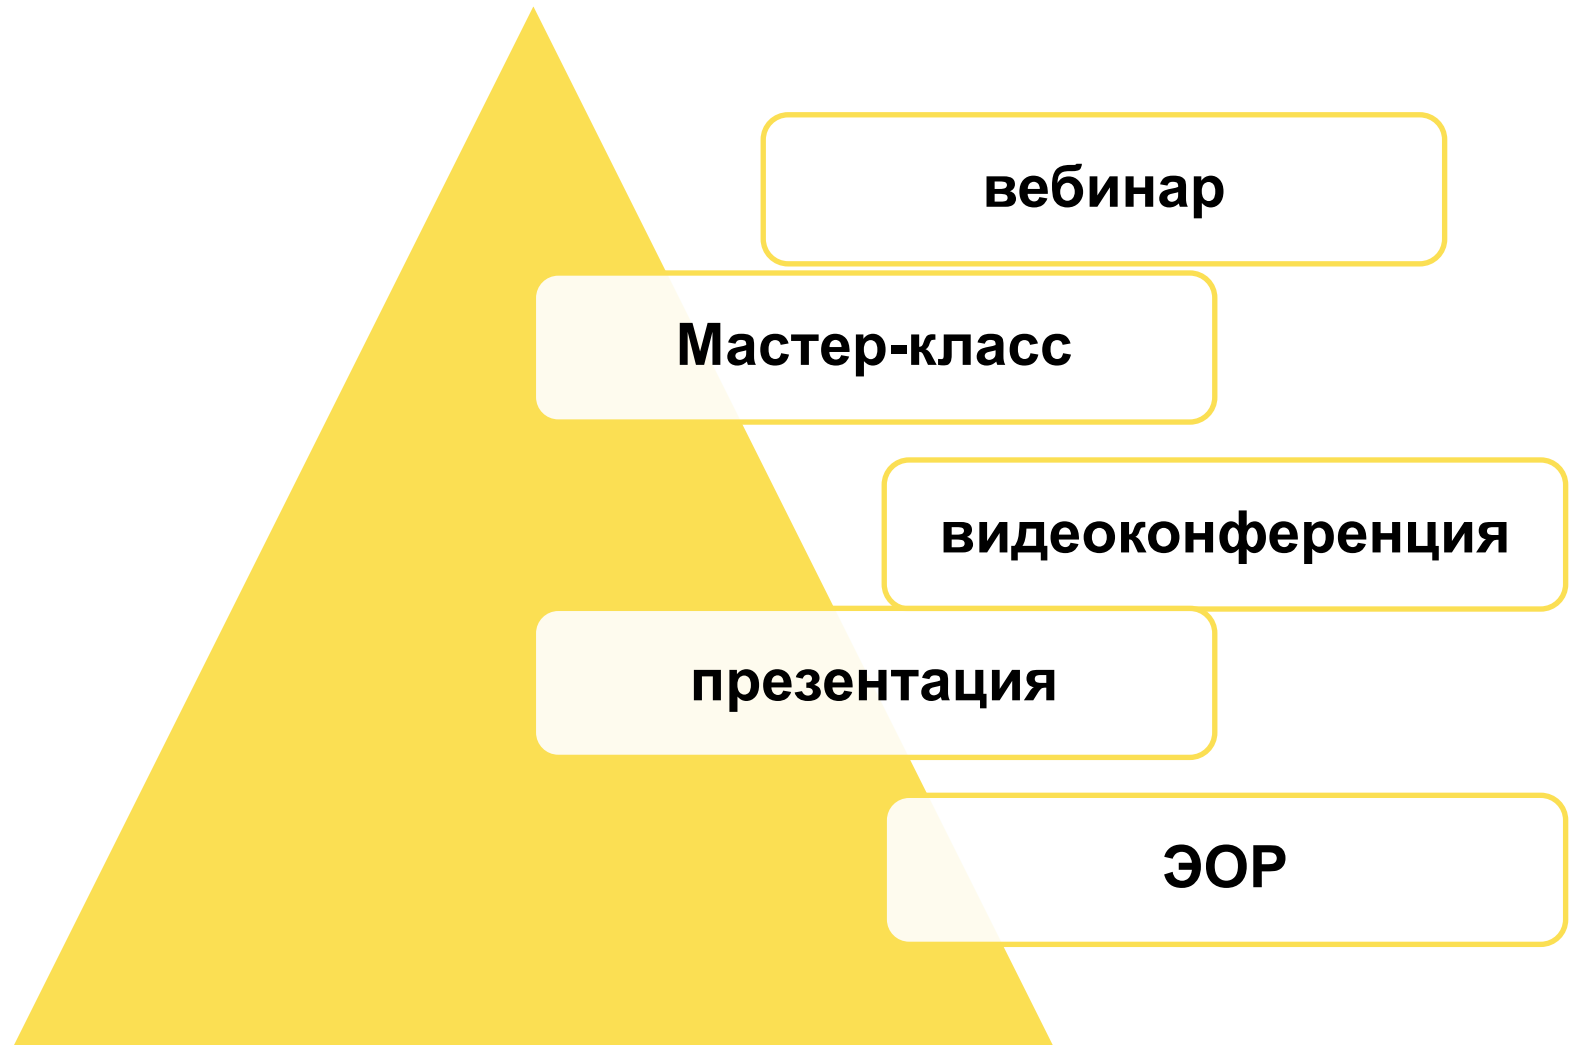 вебинар
Мастер-класс
видеоконференция
презентация
ЭОР